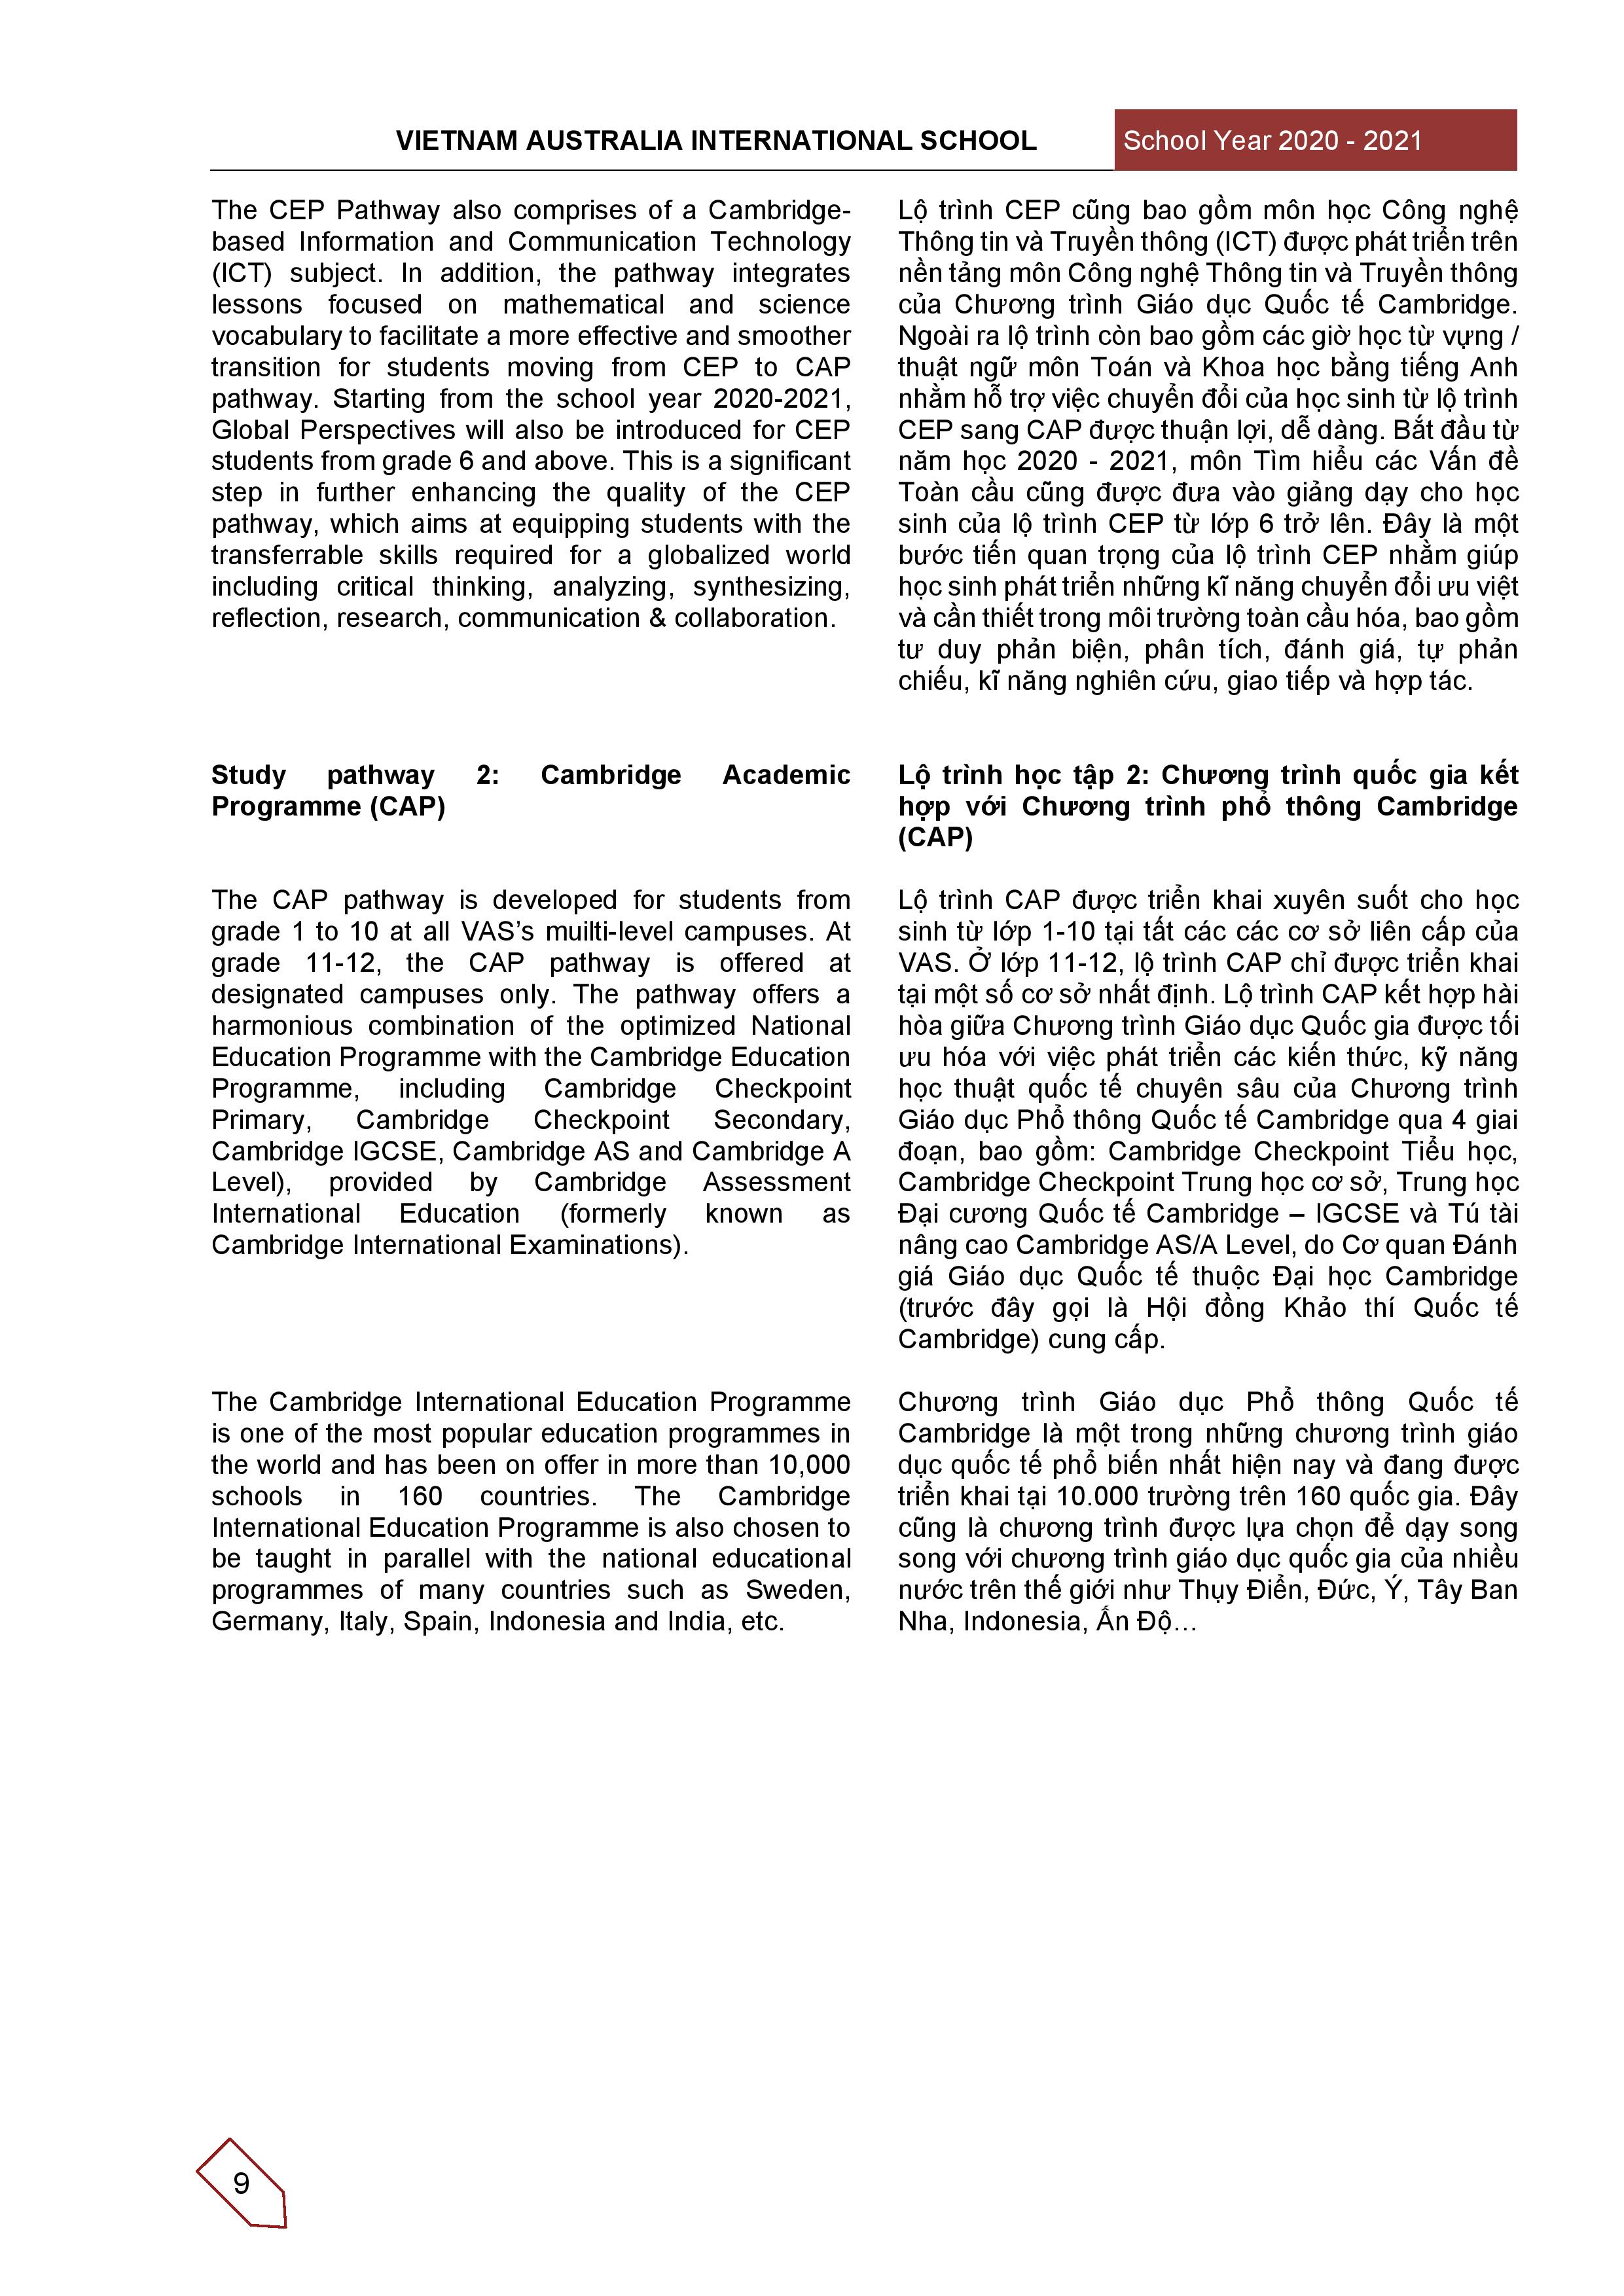 VIETNAM AUSTRALIA INTERNATIONAL SCHOOL
School Year 2020 - 2021
The CEP Pathway also comprises of a Cambridge-
based Information and Communication Technology
(ICT) subject. In addition, the pathway integrates
lessons focused on mathematical and science
vocabulary to facilitate a more effective and smoother
transition for students moving from CEP to CAP
pathway. Starting from the school year 2020-2021,
Global Perspectives will also be introduced for CEP
students from grade 6 and above. This is a significant
step in further enhancing the quality of the CEP
pathway, which aims at equipping students with the
transferrable skills required for a globalized world
including critical thinking, analyzing, synthesizing,
reflection, research, communication & collaboration.
Lộ trình CEP cũng bao gồm môn học Công nghệ
Thông tin và Truyền thông (ICT) được phát triển trên
nền tảng môn Công nghệ Thông tin và Truyền thông
của Chương trình Giáo dục Quốc tế Cambridge.
Ngoài ra lộ trình còn bao gồm các giờ học từ vựng /
thuật ngữ môn Toán và Khoa học bằng tiếng Anh
nhằm hỗ trợ việc chuyển đổi của học sinh từ lộ trình
CEP sang CAP được thuận lợi, dễ dàng. Bắt đầu từ
năm học 2020 - 2021, môn Tìm hiểu các Vấn đề
Toàn cầu cũng được đưa vào giảng dạy cho học
sinh của lộ trình CEP từ lớp 6 trở lên. Đây là một
bước tiến quan trọng của lộ trình CEP nhằm giúp
học sinh phát triển những kĩ năng chuyển đổi ưu việt
và cần thiết trong môi trường toàn cầu hóa, bao gồm
tư duy phản biện, phân tích, đánh giá, tự phản
chiếu, kĩ năng nghiên cứu, giao tiếp và hợp tác.
Study pathway 2: Cambridge Academic
Programme (CAP)
Lộ trình học tập 2: Chương trình quốc gia kết
hợp với Chương trình phổ thông Cambridge
(CAP)
The CAP pathway is developed for students from
grade 1 to 10 at all VAS’s muilti-level campuses. At
grade 11-12, the CAP pathway is offered at
designated campuses only. The pathway offers a
harmonious combination of the optimized National
Education Programme with the Cambridge Education
Programme, including Cambridge Checkpoint
Primary, Cambridge Checkpoint Secondary,
Cambridge IGCSE, Cambridge AS and Cambridge A
Level), provided by Cambridge Assessment
International Education (formerly known as
Cambridge International Examinations).
Lộ trình CAP được triển khai xuyên suốt cho học
sinh từ lớp 1-10 tại tất các các cơ sở liên cấp của
VAS. Ở lớp 11-12, lộ trình CAP chỉ được triển khai
tại một số cơ sở nhất định. Lộ trình CAP kết hợp hài
hòa giữa Chương trình Giáo dục Quốc gia được tối
ưu hóa với việc phát triển các kiến thức, kỹ năng
học thuật quốc tế chuyên sâu của Chương trình
Giáo dục Phổ thông Quốc tế Cambridge qua 4 giai
đoạn, bao gồm: Cambridge Checkpoint Tiểu học,
Cambridge Checkpoint Trung học cơ sở, Trung học
Đại cương Quốc tế Cambridge – IGCSE và Tú tài
nâng cao Cambridge AS/A Level, do Cơ quan Đánh
giá Giáo dục Quốc tế thuộc Đại học Cambridge
(trước đây gọi là Hội đồng Khảo thí Quốc tế
Cambridge) cung cấp.
The Cambridge International Education Programme
is one of the most popular education programmes in
the world and has been on offer in more than 10,000
schools in 160 countries. The Cambridge
International Education Programme is also chosen to
be taught in parallel with the national educational
programmes of many countries such as Sweden,
Germany, Italy, Spain, Indonesia and India, etc.
Chương trình Giáo dục Phổ thông Quốc tế
Cambridge là một trong những chương trình giáo
dục quốc tế phổ biến nhất hiện nay và đang được
triển khai tại 10.000 trường trên 160 quốc gia. Đây
cũng là chương trình được lựa chọn để dạy song
song với chương trình giáo dục quốc gia của nhiều
nước trên thế giới như Thụy Điển, Đức, Ý, Tây Ban
Nha, Indonesia, Ấn Độ…
9